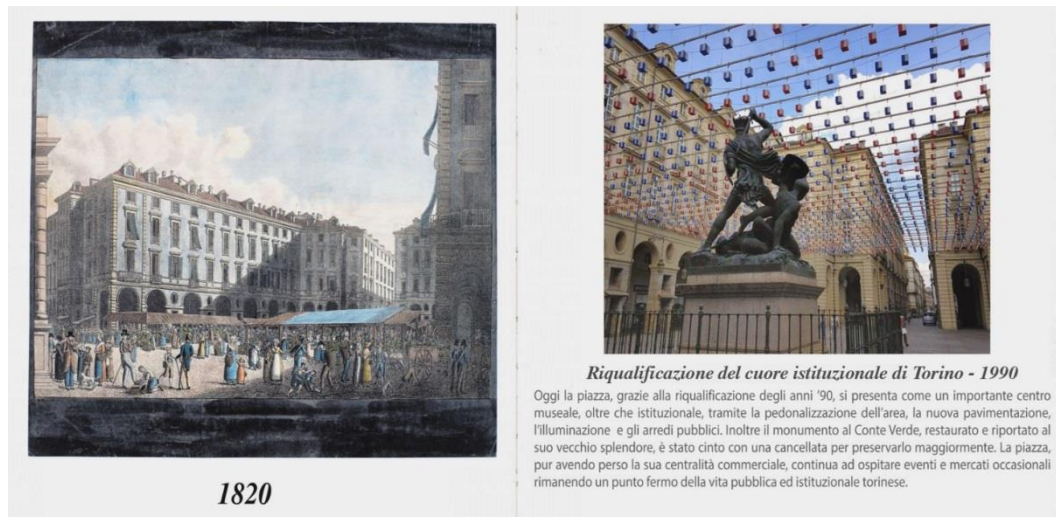 1820
Riqualificazione del cuore istituzionale di Torino - 1990
Oggi la piazza, grazie alla riqualificazione degli anni '90, si presenta come un importante centro
museale, oltre che istituzionale, tramite la pedonalizzazione dell'area, la nuova pavimentazione,
l'illuminazione e gli arredi pubblici. Inoltre il monumento al Conte Verde, restaurato e riportato al
suo vecchio splendore, è stato cinto con una cancellata per preservarlo maggiormente. La piazza,
pur avendo perso la sua centralità commerciale, continua ad ospitare eventi e mercati occasionali
rimanendo un punto fermo della vita pubblica ed istituzionale torinese.